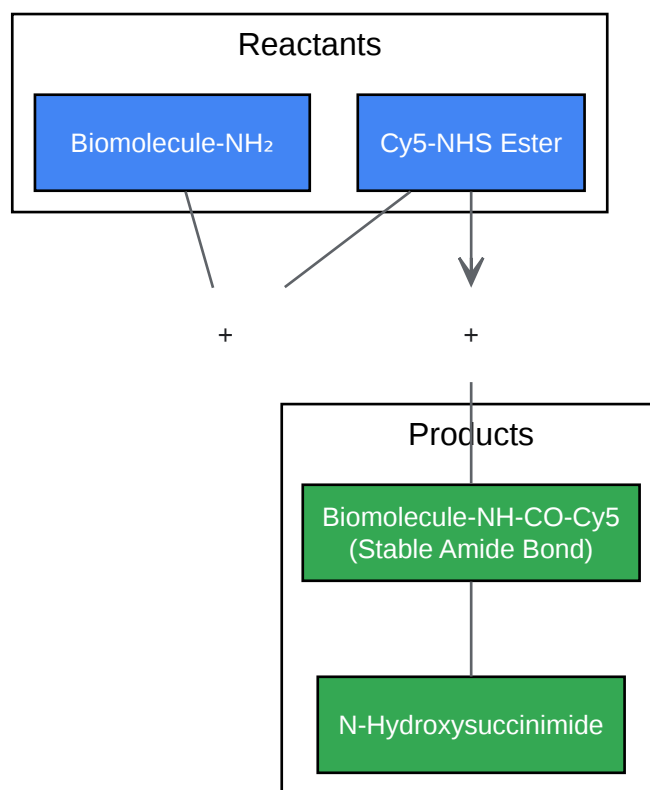 Reactants
Biomolecule-NH₂
Cy5-NHS Ester
+
+
Products
Biomolecule-NH-CO-Cy5
(Stable Amide Bond)
N-Hydroxysuccinimide